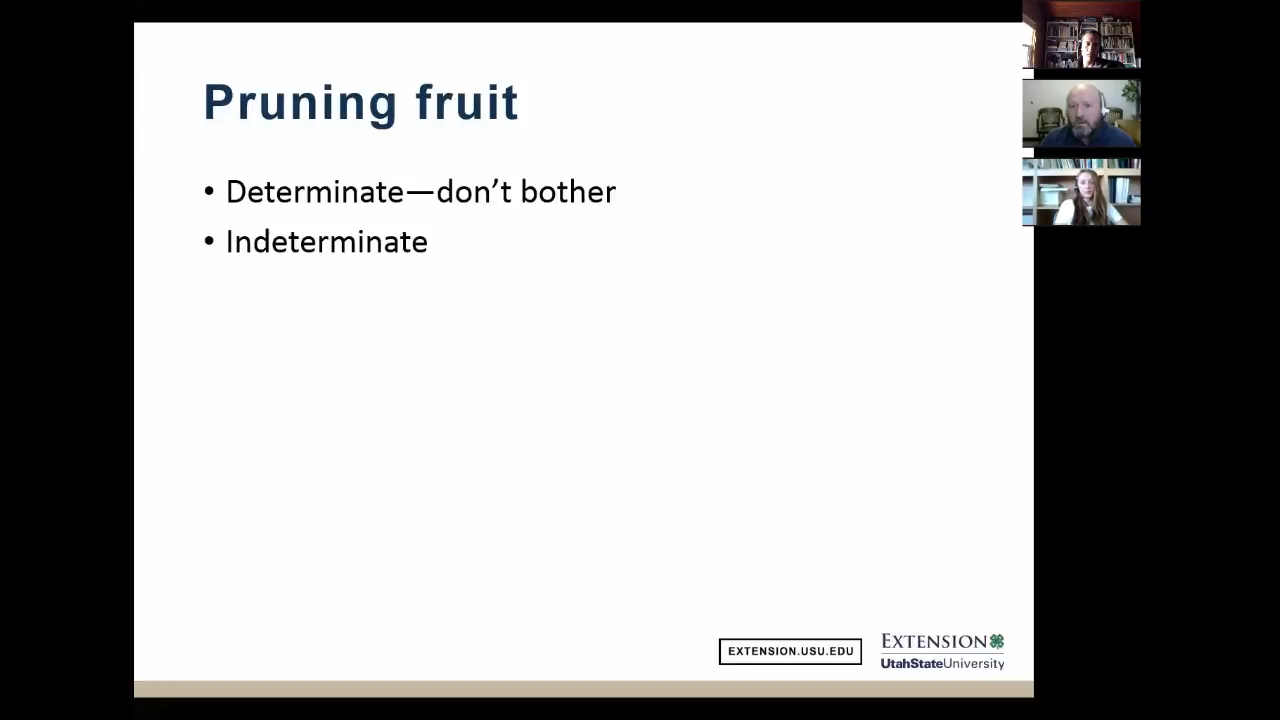 Pruning fruit
• Determinate—don’t bother
• Indeterminate
EXTENSION.USU.EDU
EXTENSION
UtahStateUniversity